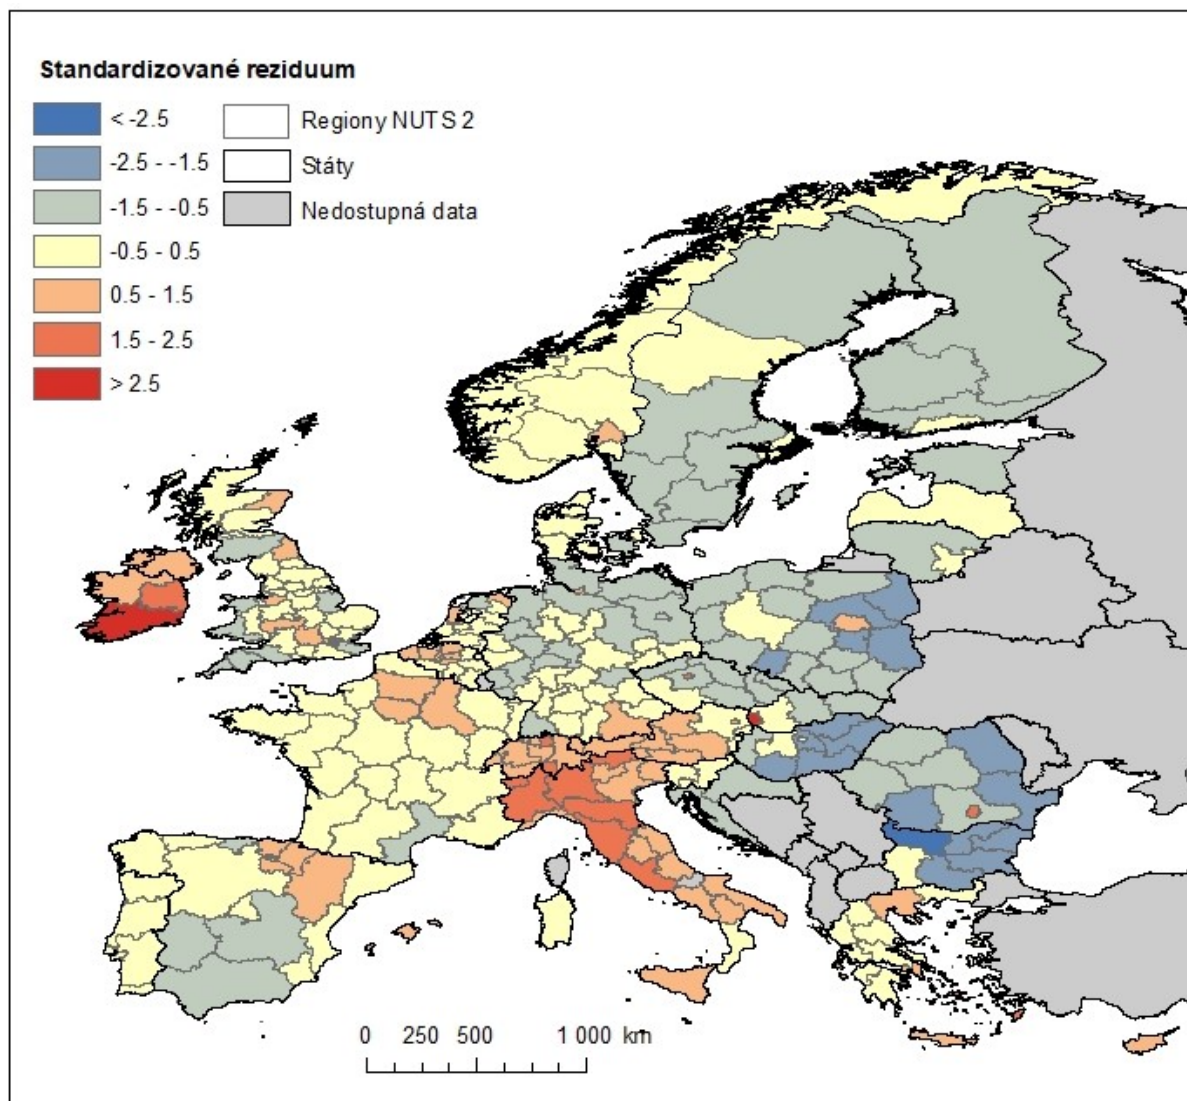 Standardizované reziduum
< -2.5
-2.5 - -1.5
-1.5 - -0.5
-0.5 - 0.5
0.5 - 1.5
1.5 - 2.5
> 2.5
Regiony NUTS 2
Státy
Nedostupná data
0 250 500 1 000 km